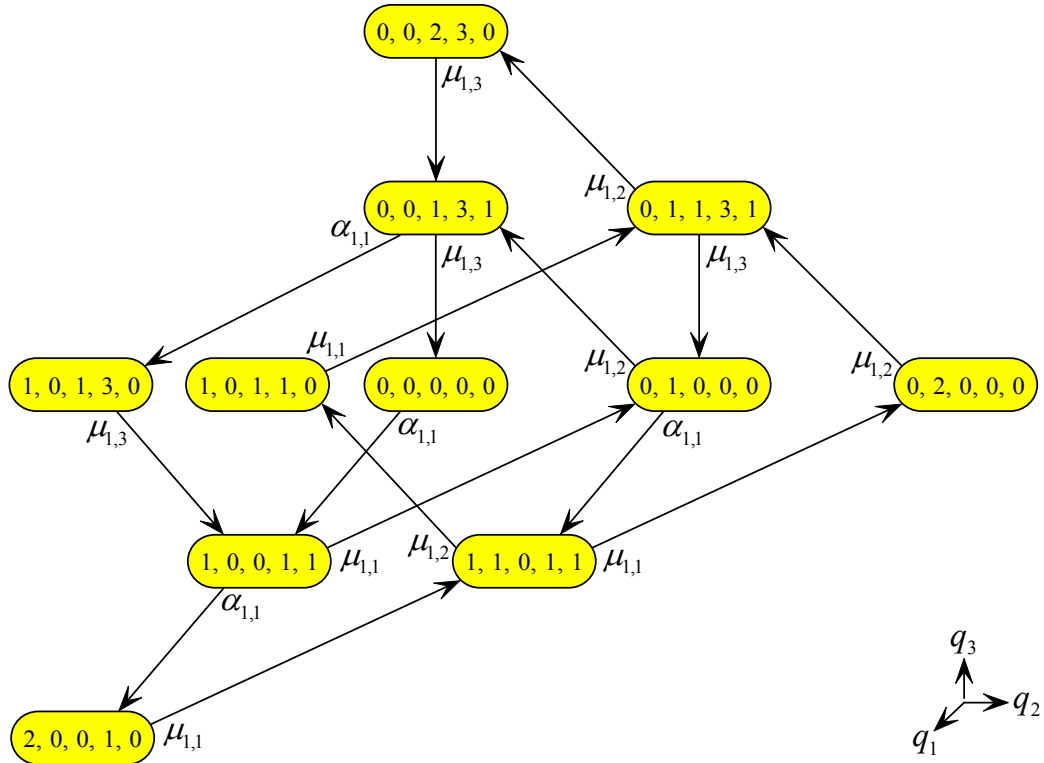 0, 0, 2, 3, 0
μ1,3
μ1,2
0, 0, 1, 3, 1
0, 1, 1, 3, 1
α1,1
μ1,3
μ1,3
μ1,1
μ1,2
μ1,2
1, 0, 1, 3, 0
1, 0, 1, 1, 0
0, 0, 0, 0, 0
0, 1, 0, 0, 0
0, 2, 0, 0, 0
μ1,3
α1,1
α1,1
1, 0, 0, 1, 1
μ1,1
μ1,2
1, 1, 0, 1, 1
μ1,1
α1,1
q3
q2
q1
2, 0, 0, 1, 0
μ1,1